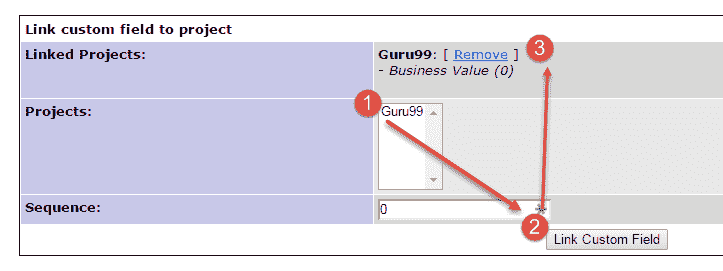 Link custom field to project
Linked Projects:
Guru99: [ Remove ]
- Business Value (0)
3
Projects:
1
Guru99
Sequence:
0
2
Link Custom Field